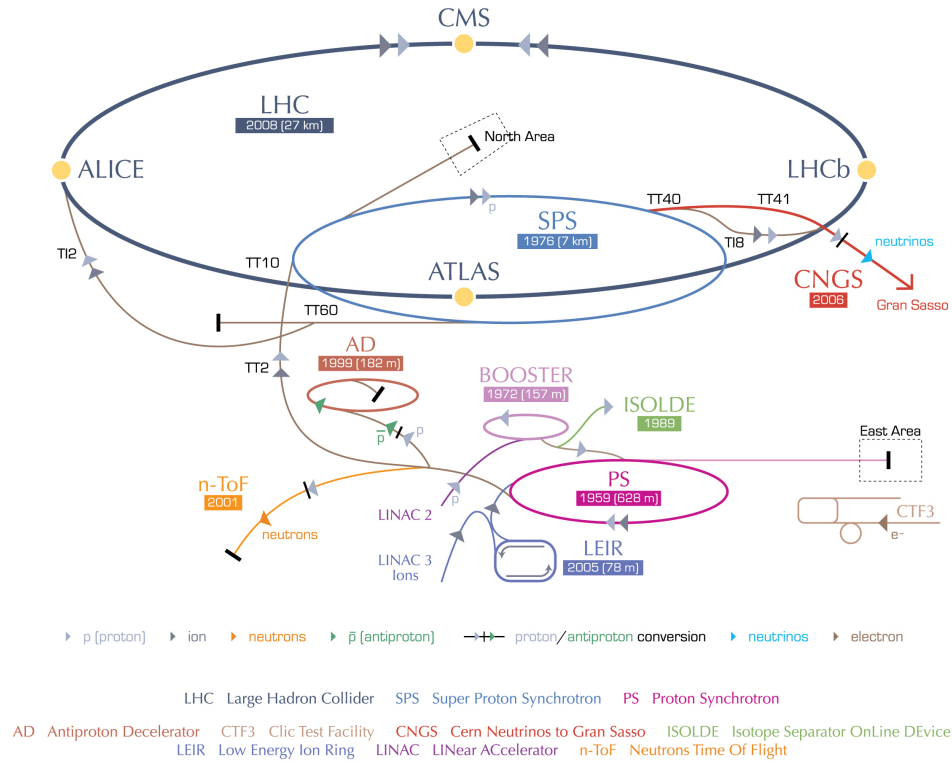 CMS
LHC
2008 (27 km)
North Area
ALICE
LHCb
TT40
TT41
p
SPS
1976 (7 km)
TI8
neutrinos
TI2
TT10
ATLAS
CNGS
2006
Gran Sasso
TT60
AD
1999 (182 m)
TT2
BOOSTER
1972 (157 m)
ISOLDE
1989
p̅
p
East Area
n-ToF
2001
PS
1959 (628 m)
p
LINAC 2
neutrons
CTF3
e-
LEIR
2005 (78 m)
LINAC 3
Ions
p (proton)
ion
neutrons
p̅ (antiproton)
proton/antiproton conversion
neutrinos
electron
LHC Large Hadron Collider SPS Super Proton Synchrotron PS Proton Synchrotron
AD Antiproton Decelerator CTF3 Clic Test Facility CNGS Cern Neutrinos to Gran Sasso ISOLDE Isotope Separator OnLine DEvice
LEIR Low Energy Ion Ring LINAC LINear ACcelerator n-ToF Neutrons Time Of Flight